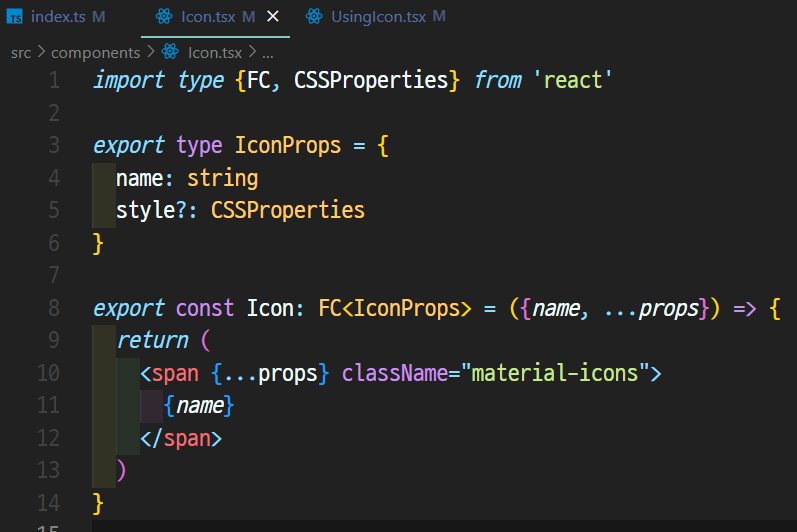 TS index.ts M Icon.tsx M × UsingIcon.tsx M
src > components > Icon.tsx > ...
1 import type {FC, CSSProperties} from 'react'
2
3 export type IconProps = {
4   name: string
5   style?: CSSProperties
6 }
7
8 export const Icon: FC<IconProps> = ({name, ...props}) => {
9   return (
10     <span {...props} className="material-icons">
11       {name}
12     </span>
13   )
14 }
15